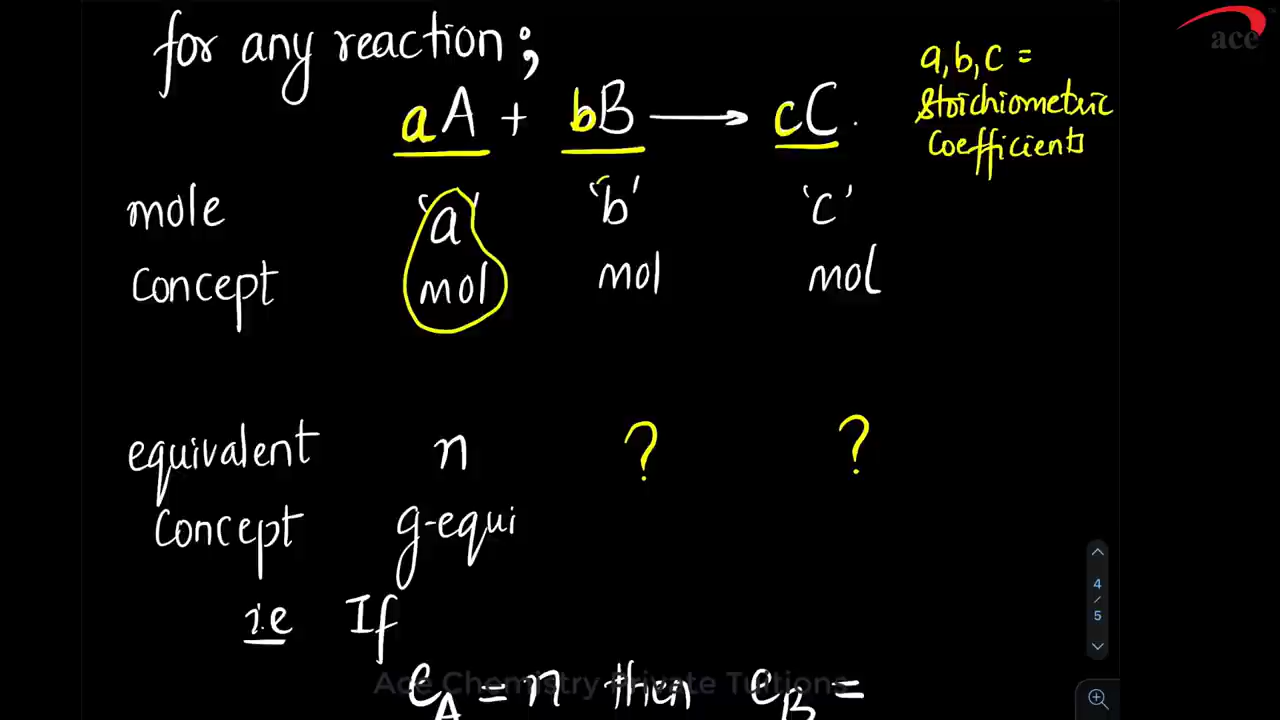 for any reaction;
ace
a, b, c =
Stoichiometric
Coefficients
aA + bB ⟶ cC.
mole 'a' 'b' 'c'
Concept mol mol mol
equivalent n ? ?
Concept g-equi
i.e If
eA = n then eB =
Ace Chemistry Private Tuitions
4
/
5